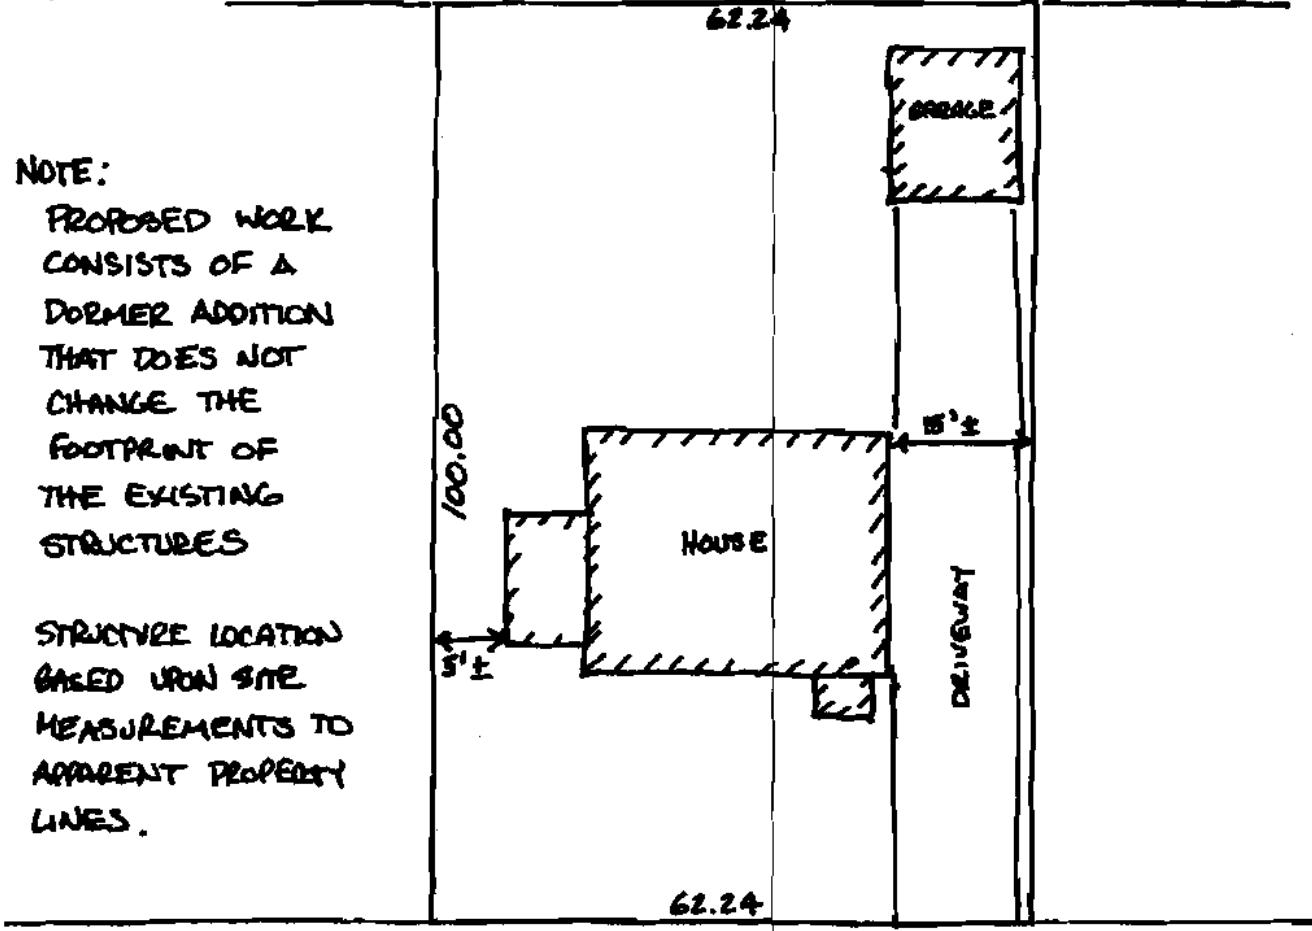 62.24
GARAGE
NOTE:
PROPOSED WORK
CONSISTS OF A
DORMER ADDITION
THAT DOES NOT
CHANGE THE
FOOTPRINT OF
THE EXISTING
STRUCTURES
100.00
15'±
HOUSE
DRIVEWAY
STRUCTURE LOCATION
BASED UPON SITE
MEASUREMENTS TO
APPARENT PROPERTY
LINES.
5'±
62.24